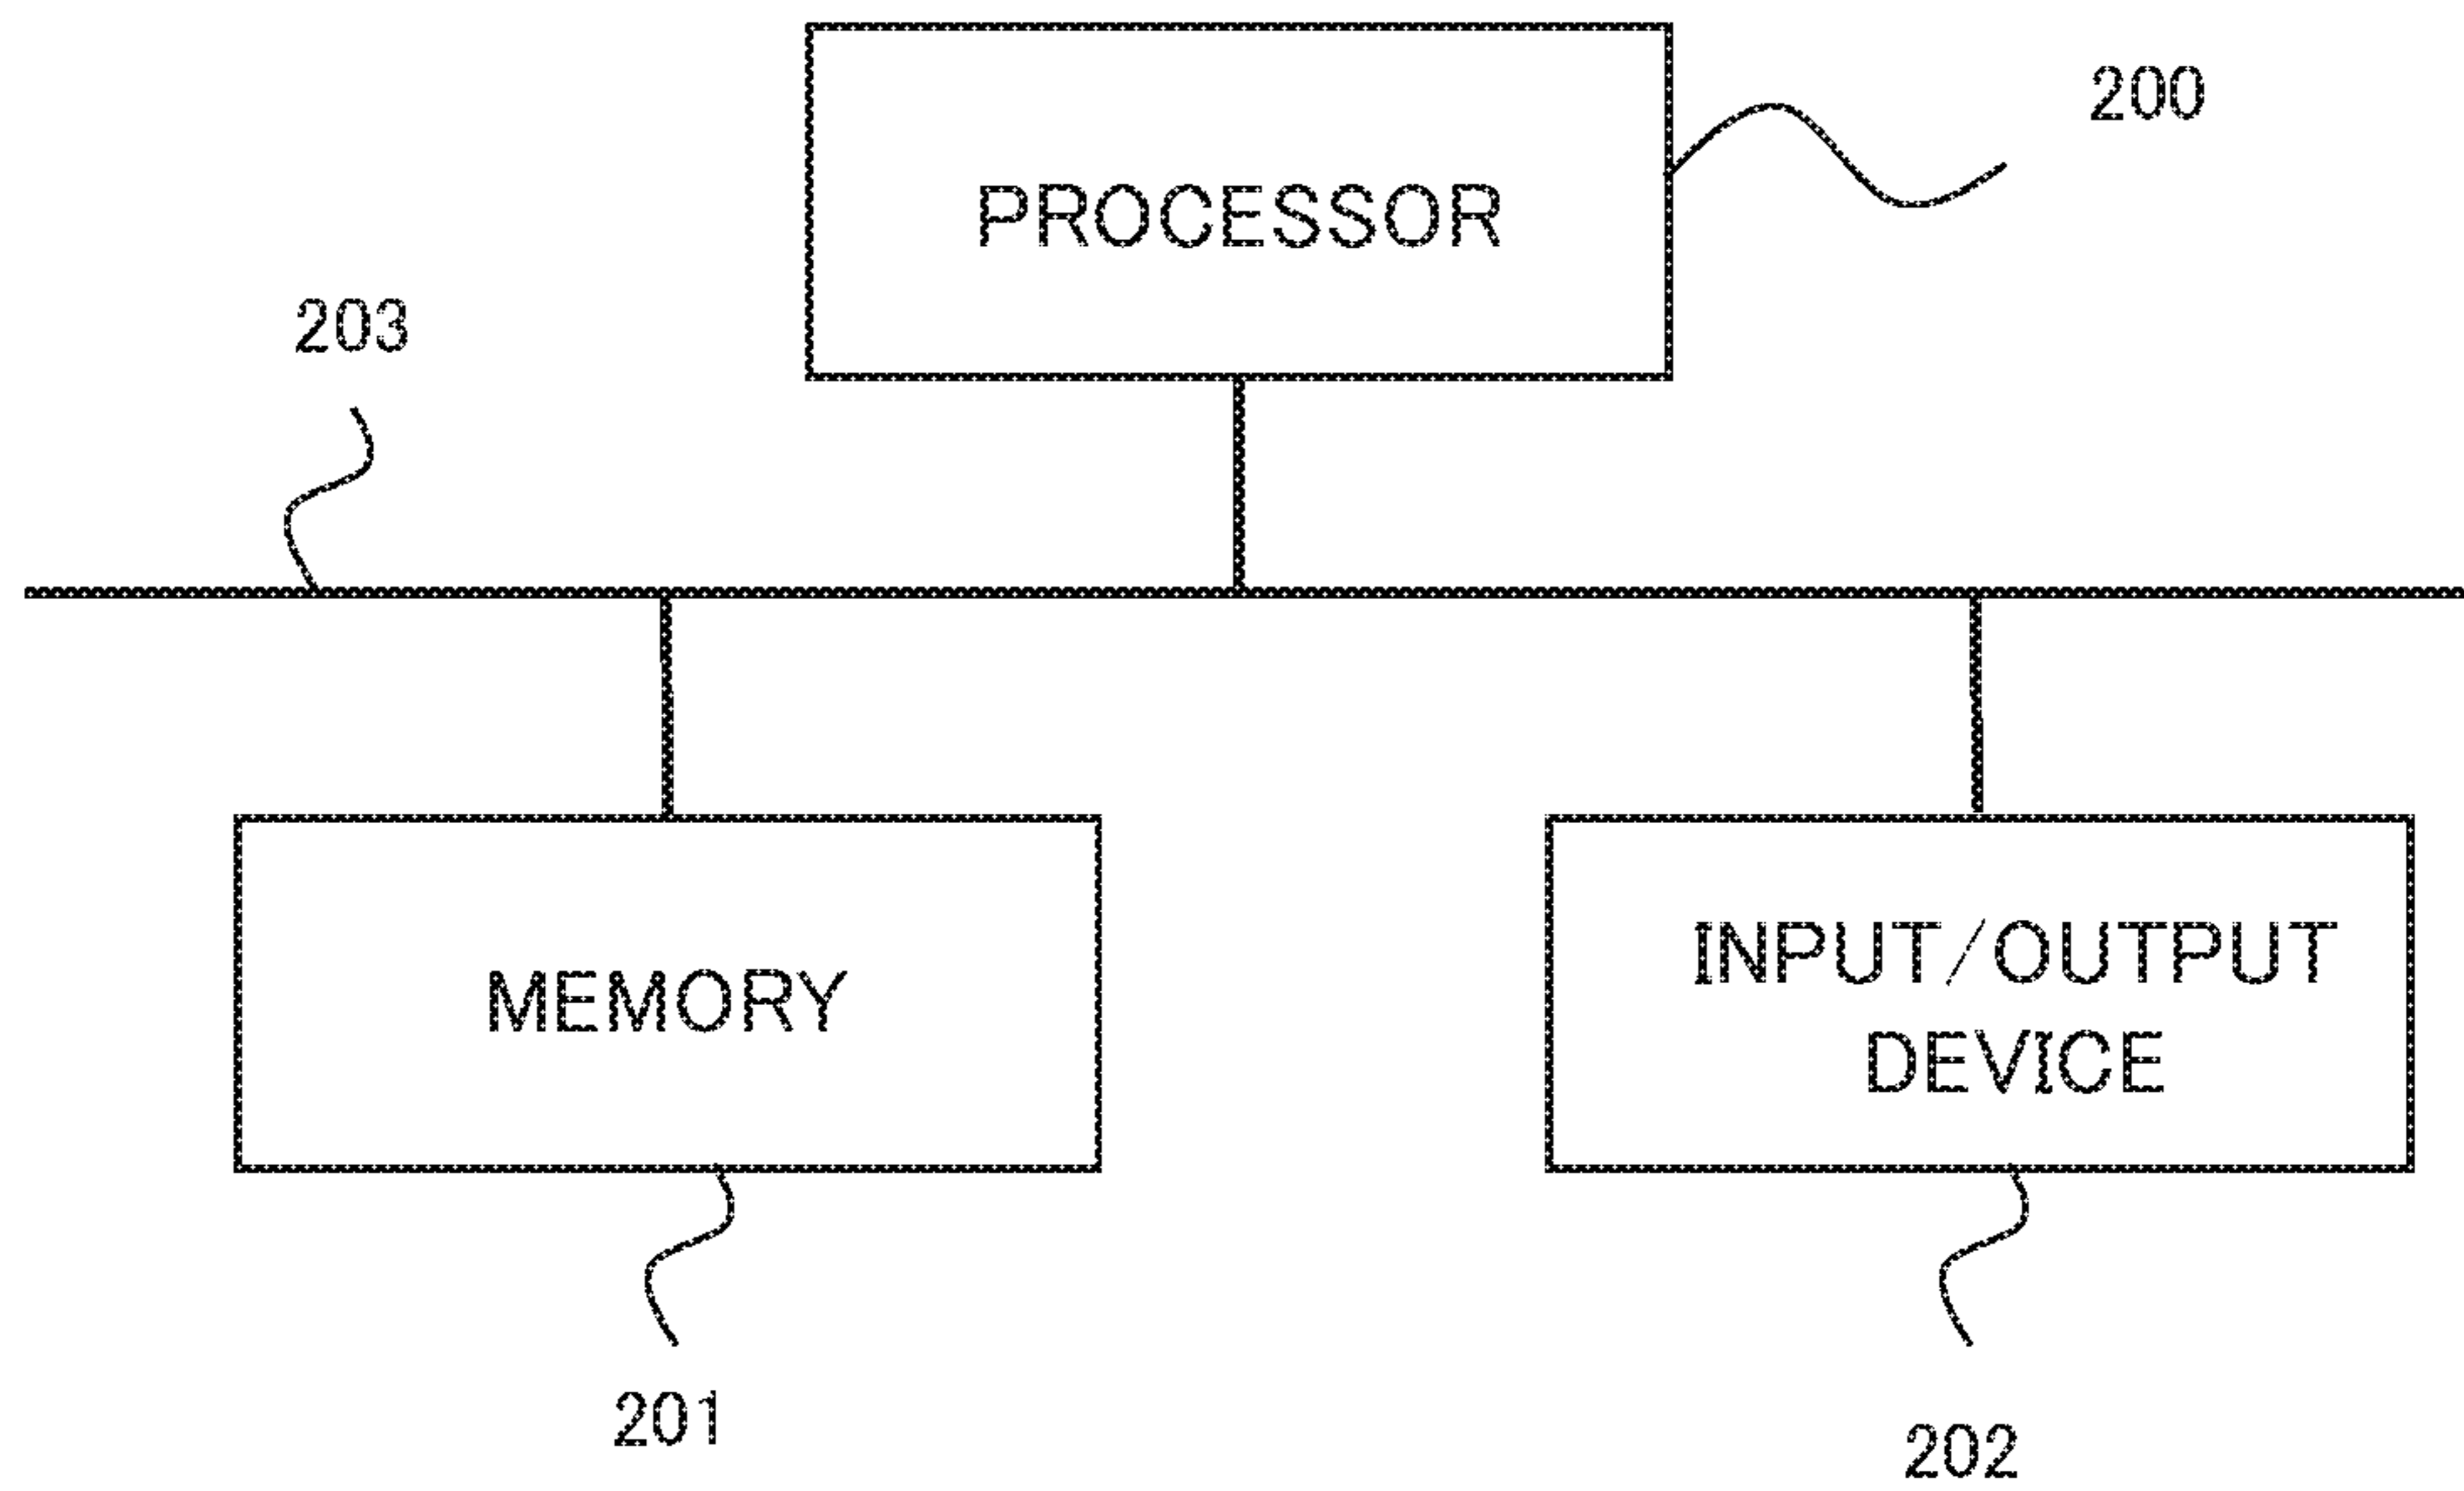 200
PROCESSOR
203
MEMORY
INPUT/OUTPUT
DEVICE
201
202